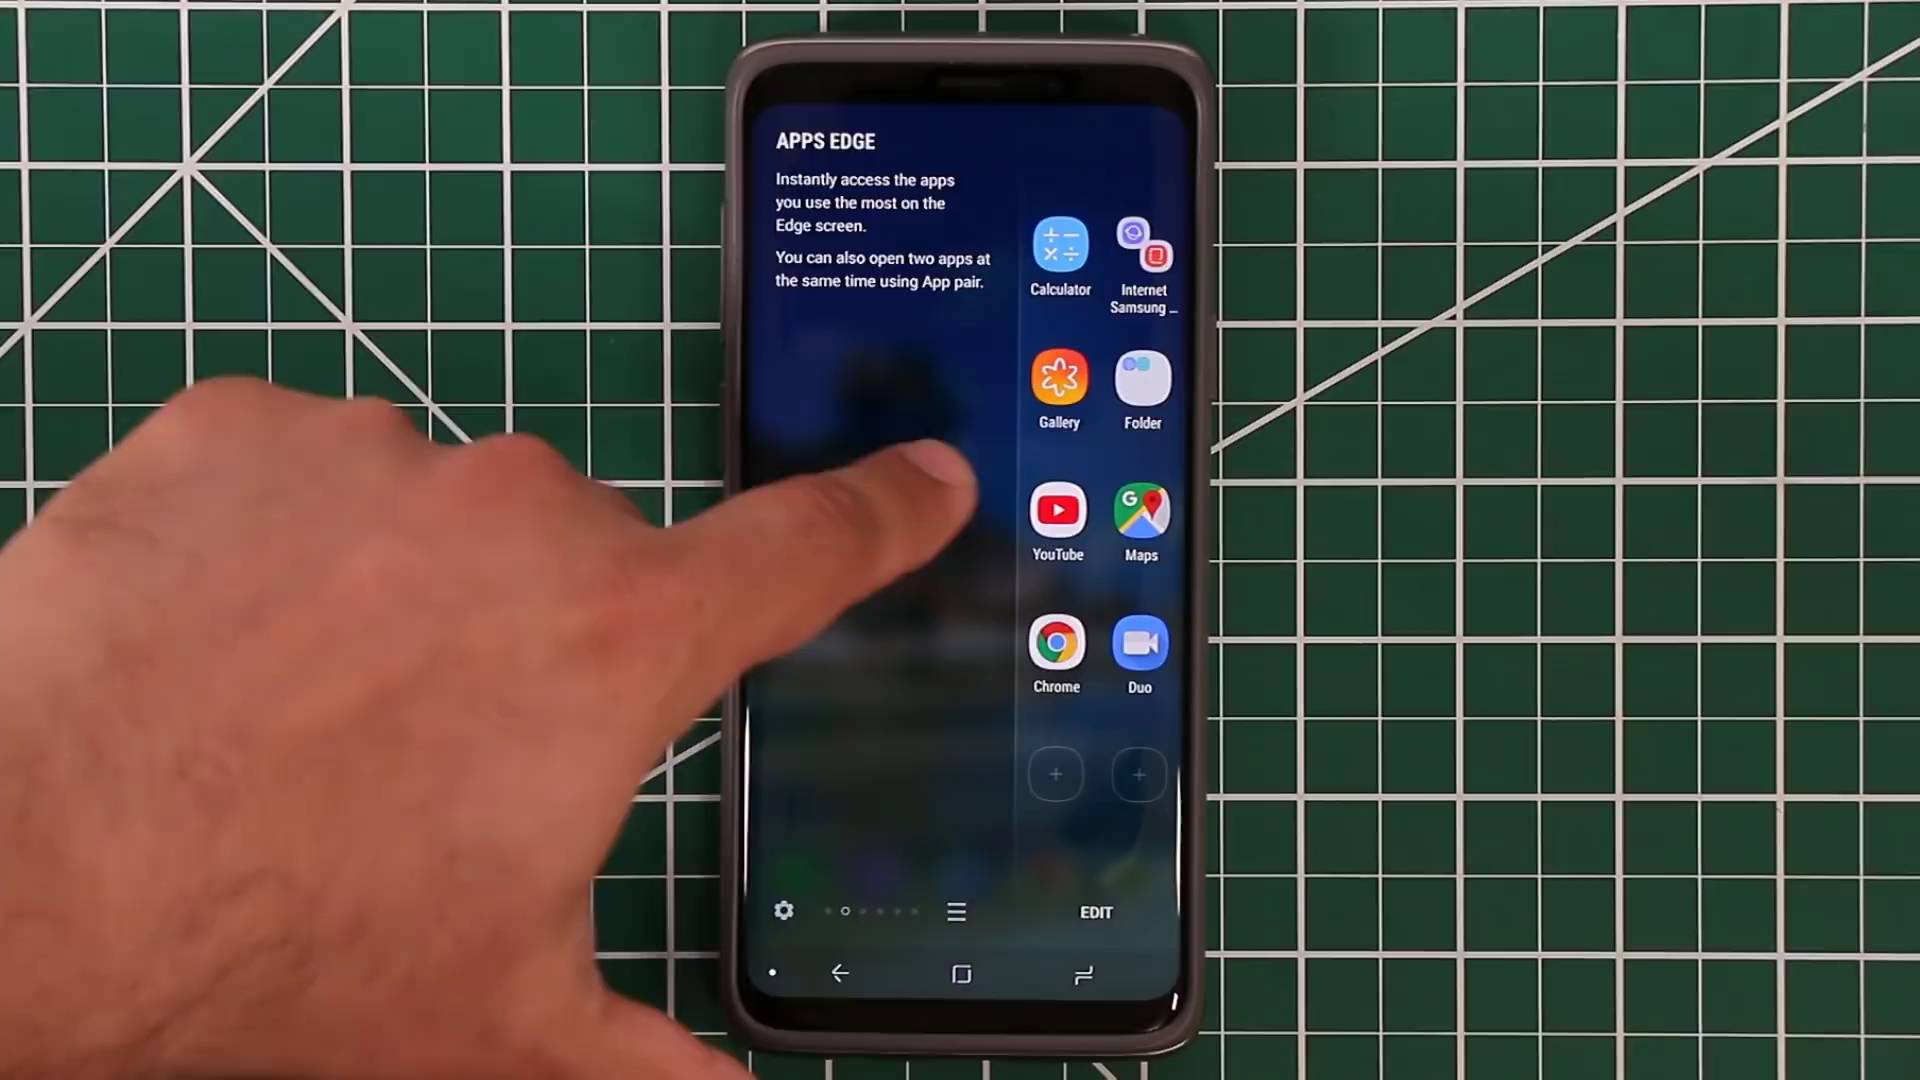 APPS EDGE
Instantly access the apps
you use the most on the
Edge screen.
You can also open two apps at
the same time using App pair.
Calculator
Internet
Samsung ...
Gallery
Folder
G
YouTube
Maps
Chrome
Duo
EDIT